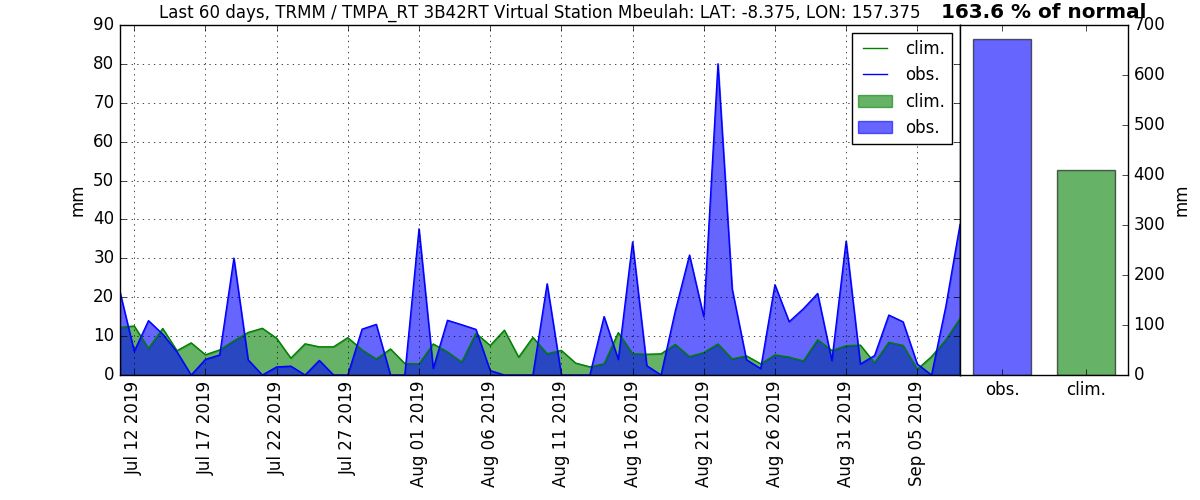 Last 60 days, TRMM / TMPA_RT 3B42RT Virtual Station Mbeulah: LAT: -8.375, LON: 157.375
163.6 % of normal
90
80
70
60
50
40
30
20
10
0
mm
clim.
obs.
clim.
obs.
700
600
500
400
300
200
100
0
mm
Jul 12 2019
Jul 17 2019
Jul 22 2019
Jul 27 2019
Aug 01 2019
Aug 06 2019
Aug 11 2019
Aug 16 2019
Aug 21 2019
Aug 26 2019
Aug 31 2019
Sep 05 2019
obs.
clim.